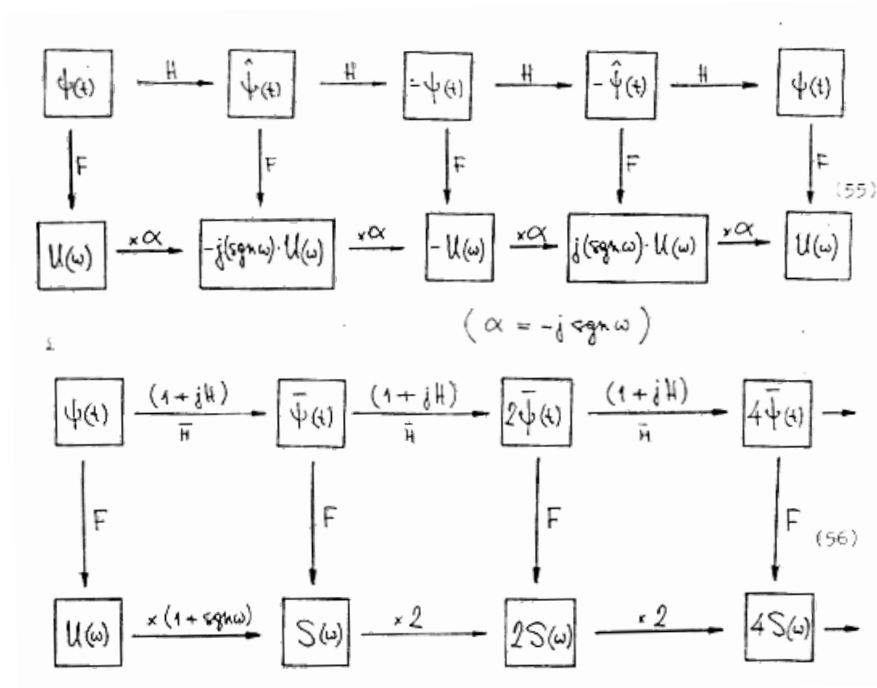 ψ(t) H ψ̂(t) H -ψ(t) H -ψ̂(t) H ψ(t)
F F F F F
(55)
U(ω) ×α -j(sgnω)·U(ω) ×α -U(ω) ×α j(sgnω)·U(ω) ×α U(ω)
(α = -j sgnω)
ψ(t) (1+jH) ψ̄(t) (1+jH) 2ψ̄(t) (1+jH) 4ψ̄(t)
H̄ H̄ H̄
F F F F
(56)
U(ω) ×(1+sgnω) S(ω) ×2 2S(ω) ×2 4S(ω)